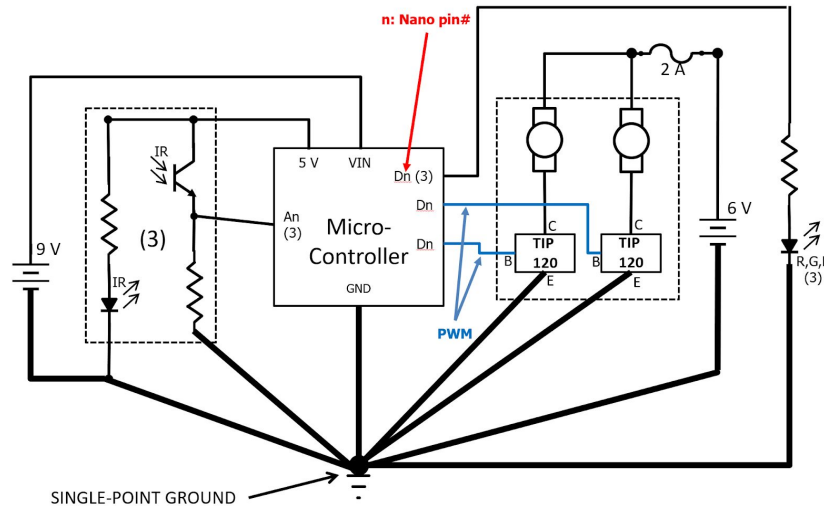 n: Nano pin#
2 A
IR
5 V
VIN
Dn (3)
An
(3)
Dn
Micro-
Controller
Dn
GND
(3)
9 V
IR
C
C
TIP
120
TIP
120
B
B
E
E
6 V
R,G,
(3)
PWM
SINGLE-POINT GROUND